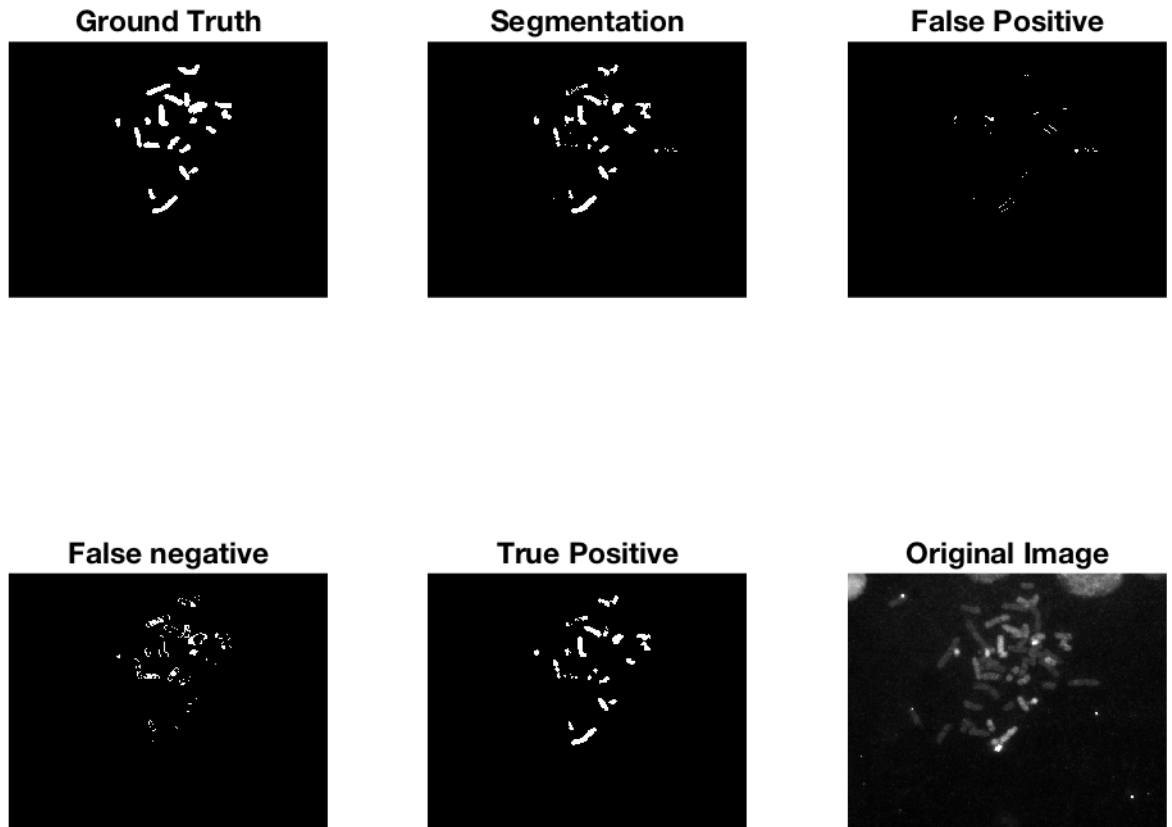 Ground Truth
Segmentation
False Positive
False negative
True Positive
Original Image